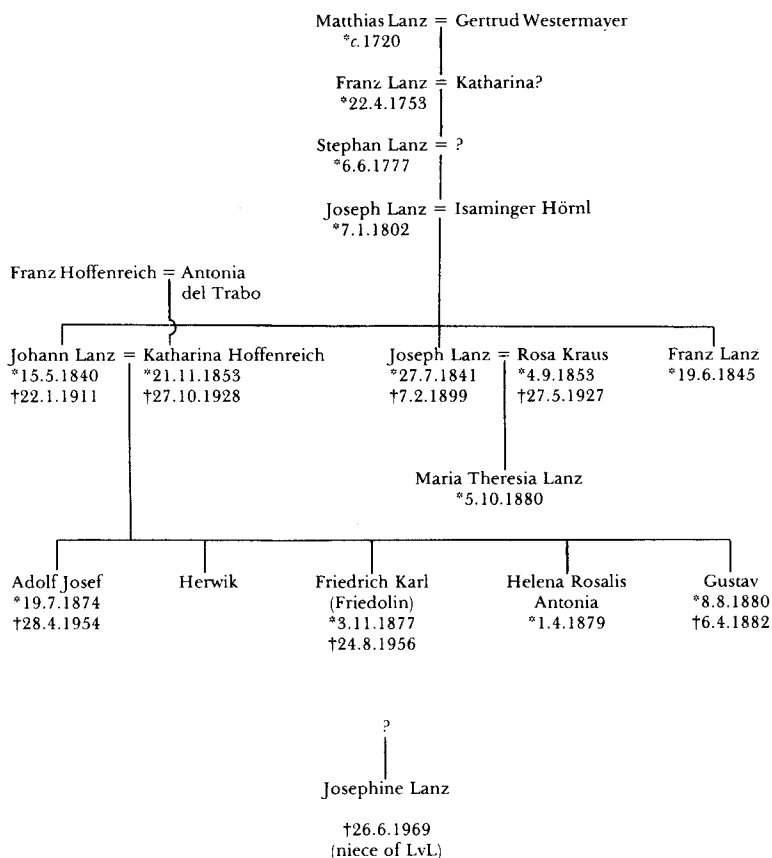 Matthias Lanz = Gertrud Westermayer
*c.1720
Franz Lanz = Katharina?
*22.4.1753
Stephan Lanz = ?
*6.6.1777
Joseph Lanz = Isaminger Hörnl
*7.1.1802
Franz Hoffenreich = Antonia
del Trabo
Johann Lanz = Katharina Hoffenreich
*15.5.1840 *21.11.1853
†22.1.1911 †27.10.1928
Joseph Lanz = Rosa Kraus
*27.7.1841 *4.9.1853
†7.2.1899 †27.5.1927
Franz Lanz
*19.6.1845
Maria Theresia Lanz
*5.10.1880
Adolf Josef
*19.7.1874
†28.4.1954
Herwik
Friedrich Karl
(Friedolin)
*3.11.1877
†24.8.1956
Helena Rosalis
Antonia
*1.4.1879
Gustav
*8.8.1880
†6.4.1882
?
Josephine Lanz
†26.6.1969
(niece of LvL)